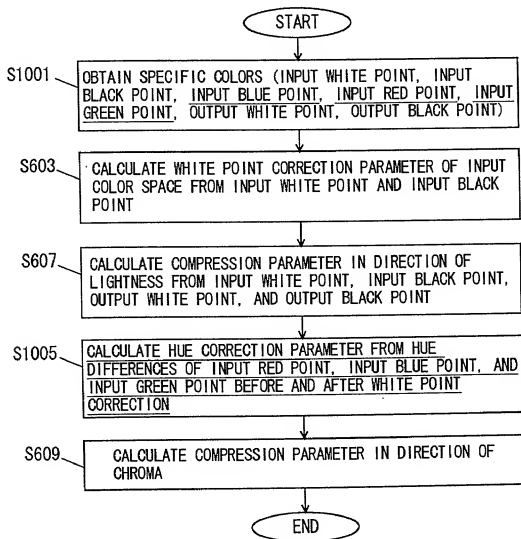 START
S1001
OBTAIN SPECIFIC COLORS (INPUT WHITE POINT, INPUT
BLACK POINT, INPUT BLUE POINT, INPUT RED POINT, INPUT
GREEN POINT, OUTPUT WHITE POINT, OUTPUT BLACK POINT)
S603
CALCULATE WHITE POINT CORRECTION PARAMETER OF INPUT
COLOR SPACE FROM INPUT WHITE POINT AND INPUT BLACK
POINT
S607
CALCULATE COMPRESSION PARAMETER IN DIRECTION OF
LIGHTNESS FROM INPUT WHITE POINT, INPUT BLACK POINT,
OUTPUT WHITE POINT, AND OUTPUT BLACK POINT
S1005
CALCULATE HUE CORRECTION PARAMETER FROM HUE
DIFFERENCES OF INPUT RED POINT, INPUT BLUE POINT, AND
INPUT GREEN POINT BEFORE AND AFTER WHITE POINT
CORRECTION
S609
CALCULATE COMPRESSION PARAMETER IN DIRECTION OF
CHROMA
END